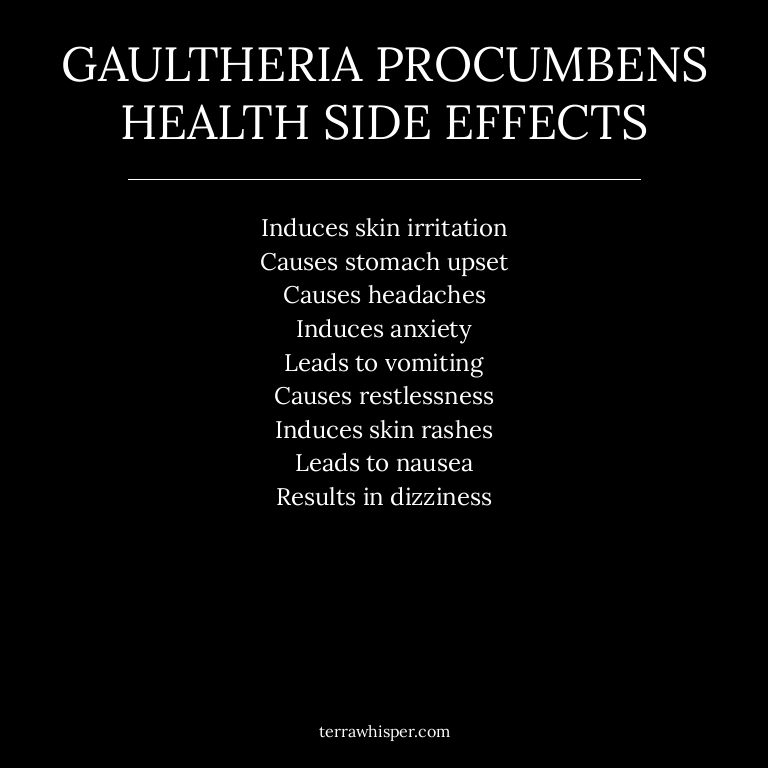 GAULTHERIA PROCUMBENS
HEALTH SIDE EFFECTS
Induces skin irritation
Causes stomach upset
Causes headaches
Induces anxiety
Leads to vomiting
Causes restlessness
Induces skin rashes
Leads to nausea
Results in dizziness
terrawhisper.com